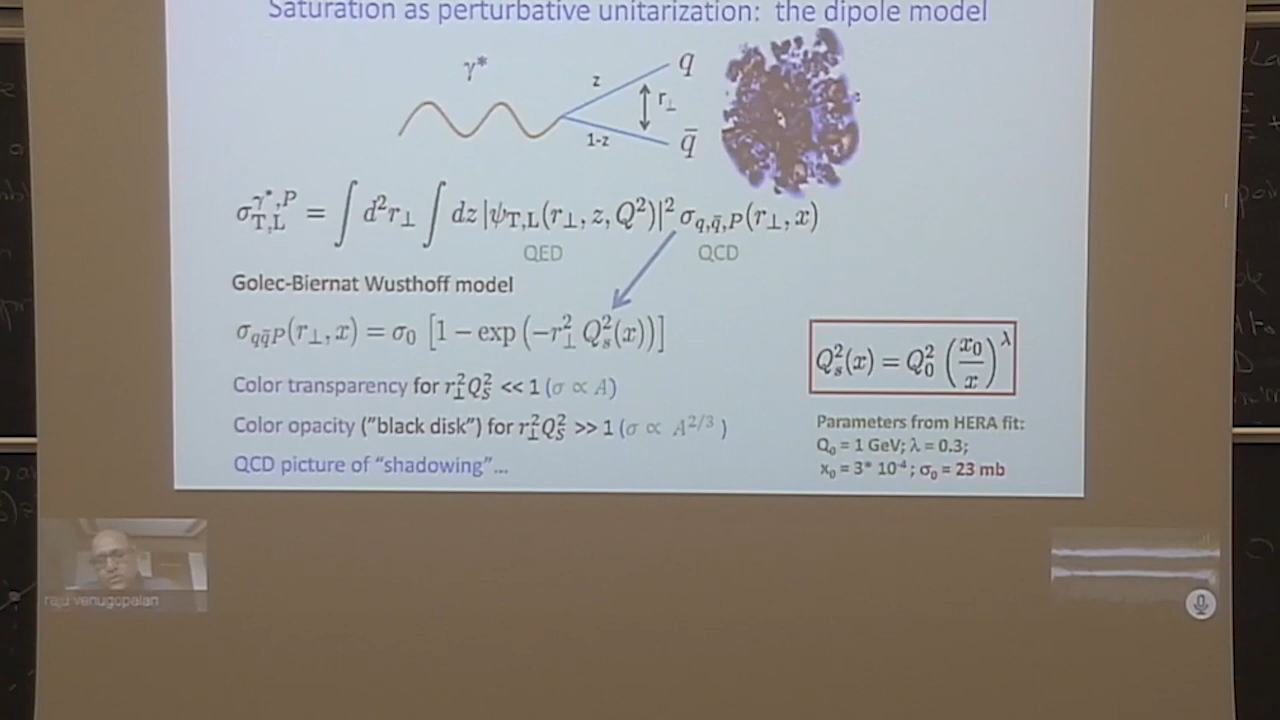 Saturation as perturbative unitarization: the dipole model
γ* z q
r⊥
1-z q̄
σ_{T,L}^{γ*,P} = ∫ d²r⊥ ∫ dz |ψ_{T,L}(r⊥, z, Q²)|² σ_{q,q̄,P}(r⊥, x)
QED QCD
Golec-Biernat Wusthoff model
σ_{qq̄P}(r⊥, x) = σ₀ [1 − exp (−r⊥² Q_s²(x))]
Q_s²(x) = Q₀² (x₀/x)^λ
Color transparency for r⊥²Q_S² << 1 (σ ∝ A)
Color opacity ("black disk") for r⊥²Q_S² >> 1 (σ ∝ A^{2/3} )
QCD picture of "shadowing"...
Parameters from HERA fit:
Q₀ = 1 GeV; λ = 0.3;
x₀ = 3* 10⁻⁴ ; σ₀ = 23 mb
raju venugopalan